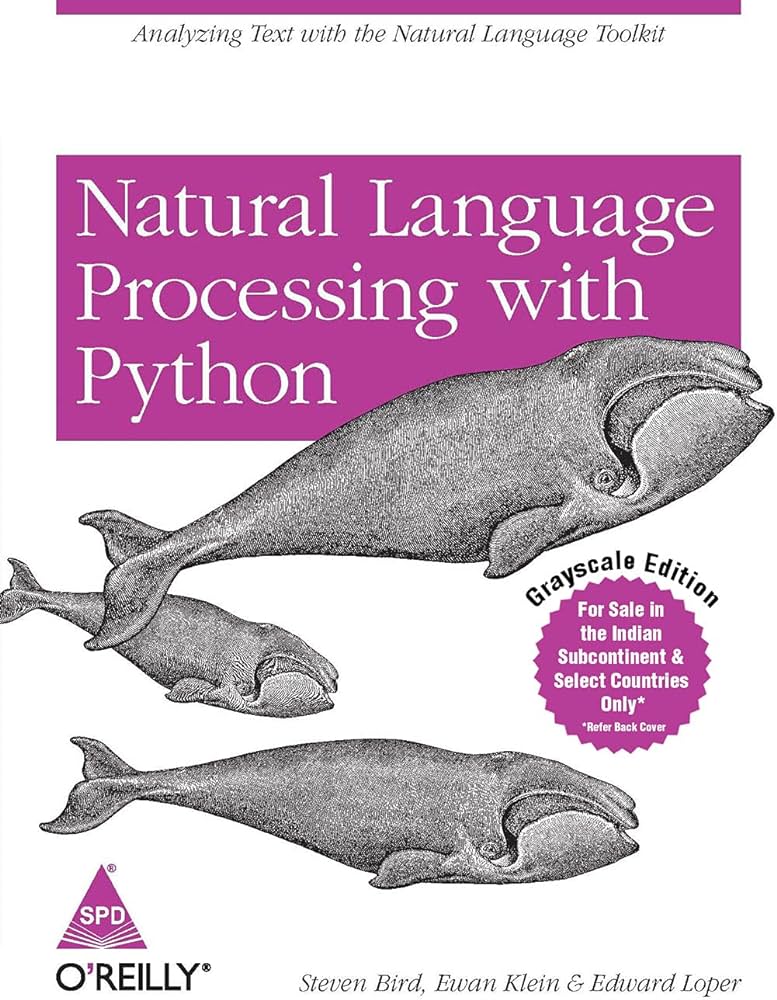 Analyzing Text with the Natural Language Toolkit
Natural Language
Processing with
Python
Grayscale Edition
For Sale in
the Indian
Subcontinent &
Select Countries
Only*
*Refer Back Cover
®
SPD
O'REILLY®
Steven Bird, Ewan Klein & Edward Loper